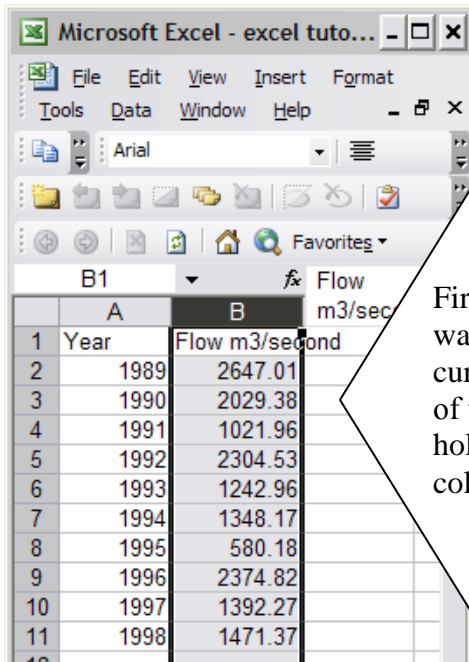 Microsoft Excel - excel tuto...
File Edit View Insert Format
Tools Data Window Help
Arial
Favorites
B1 fx Flow
m3/sec
A B
1 Year Flow m3/second
2 1989 2647.01
3 1990 2029.38
4 1991 1021.96
5 1992 2304.53
6 1993 1242.96
7 1994 1348.17
8 1995 580.18
9 1996 2374.82
10 1997 1392.27
11 1998 1471.37
Fir
wa
cu
of
hol
col